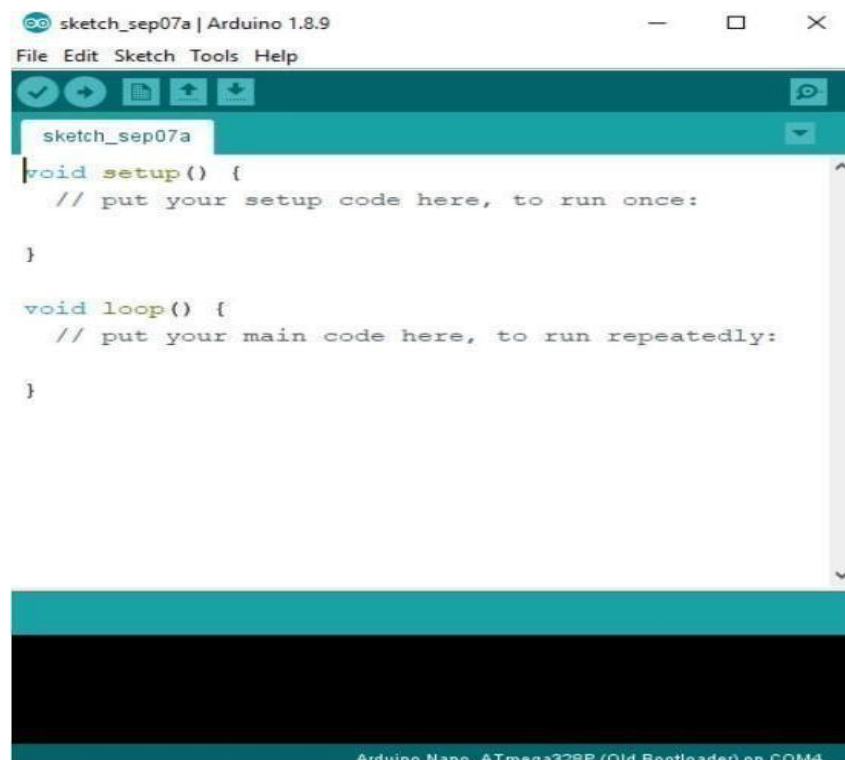 sketch_sep07a | Arduino 1.8.9
File Edit Sketch Tools Help
sketch_sep07a
void setup() {
  // put your setup code here, to run once:
}
void loop() {
  // put your main code here, to run repeatedly:
}
Arduino Nano, ATmega328P (Old Bootloader) on COM4